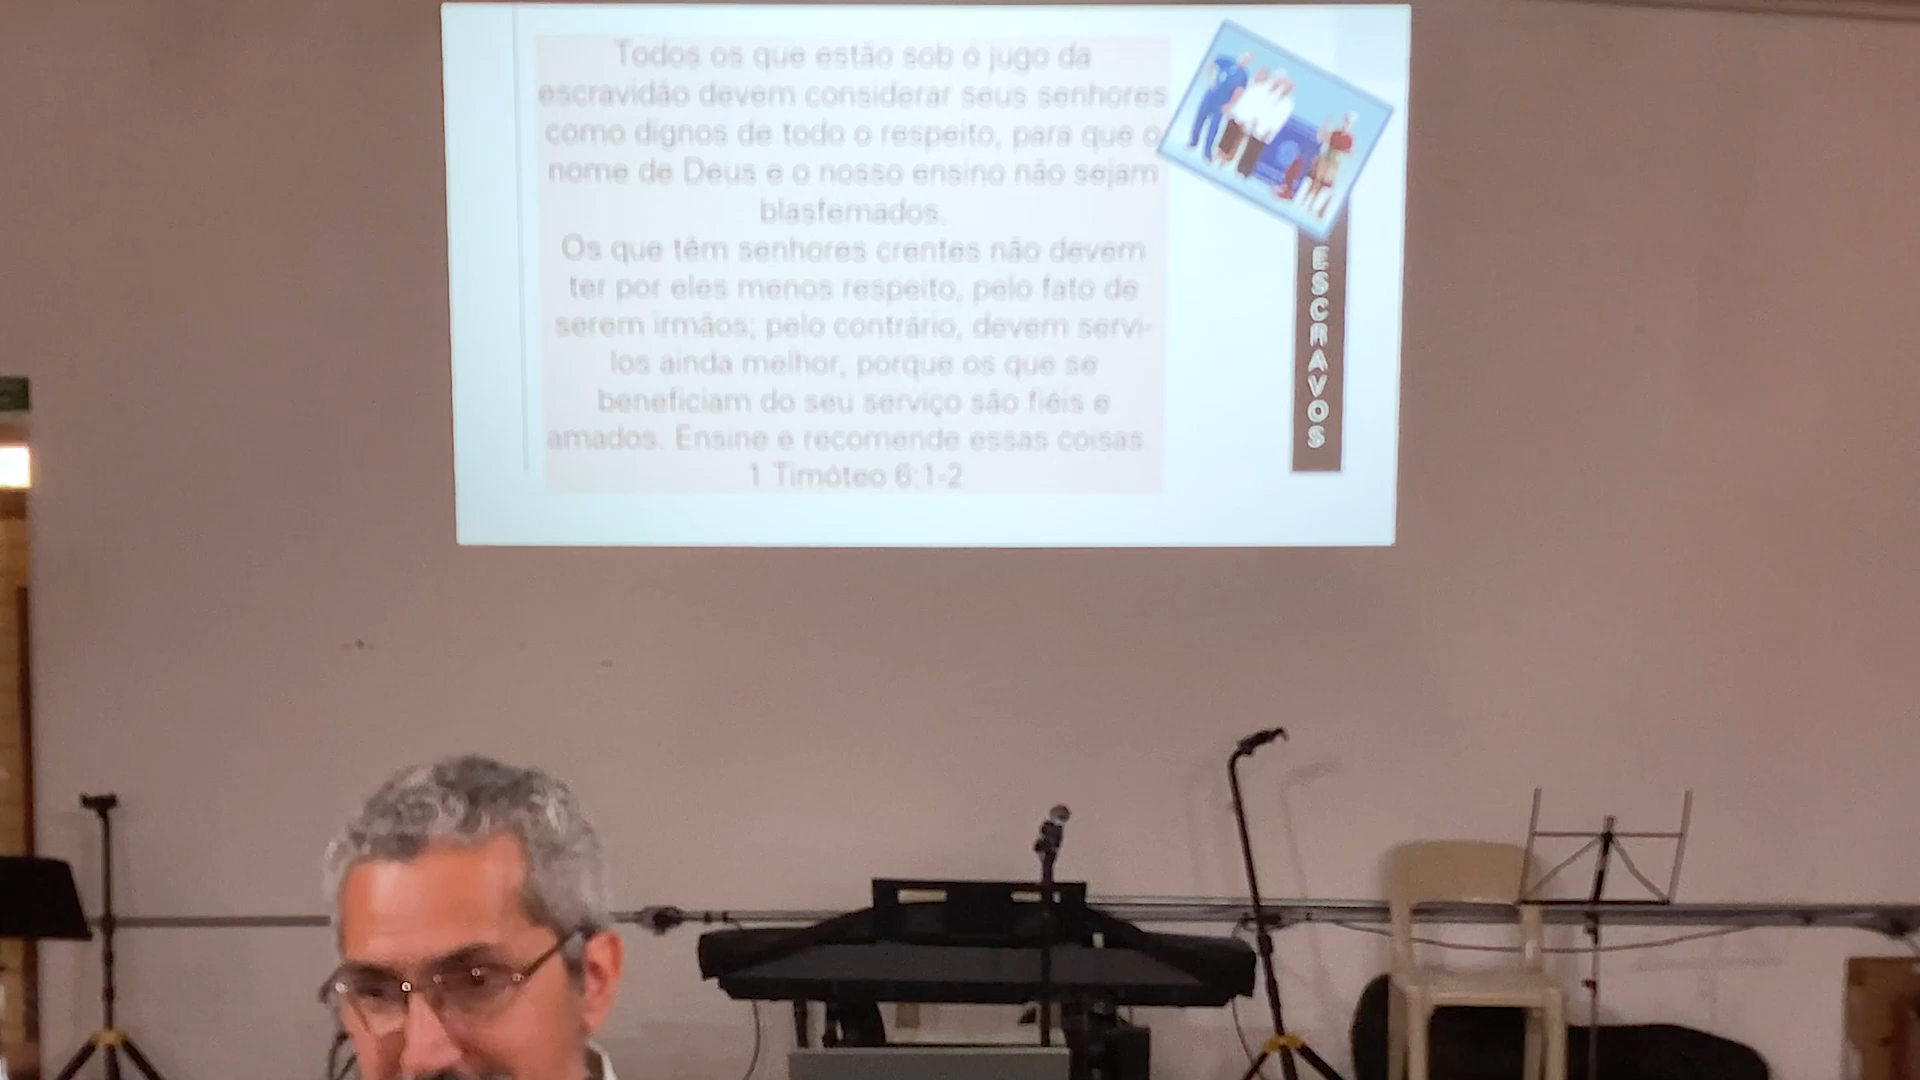 Todos os que estão sob o jugo da
escravidão devem considerar seus senhores
como dignos de todo o respeito, para que o
nome de Deus e o nosso ensino não sejam
blasfemados.
Os que têm senhores crentes não devem
ter por eles menos respeito, pelo fato de
serem irmãos; pelo contrário, devem servi-
los ainda melhor, porque os que se
beneficiam do seu serviço são fiéis e
amados. Ensine e recomende essas coisas.
1 Timóteo 6:1-2
ESCRAVOS